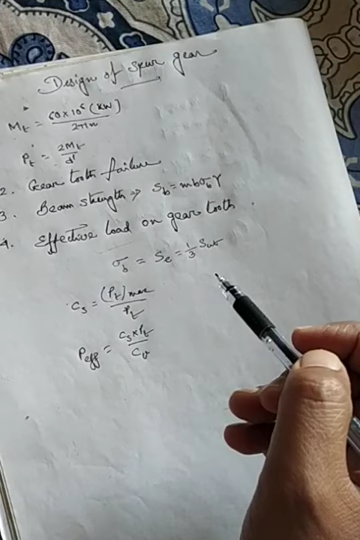 Design of spur gear
Mt = 60×10⁶(KW) / 2πn
Pt = 2Mt / d'
2. Gear tooth failure
3. Beam strength ⇒ Sb = mbσbY
4. Effective load on gear tooth.
σb = Se = 1/3 Sut
Cs = (Pt)max / Pt
Peff = Cs×Pt / Cv